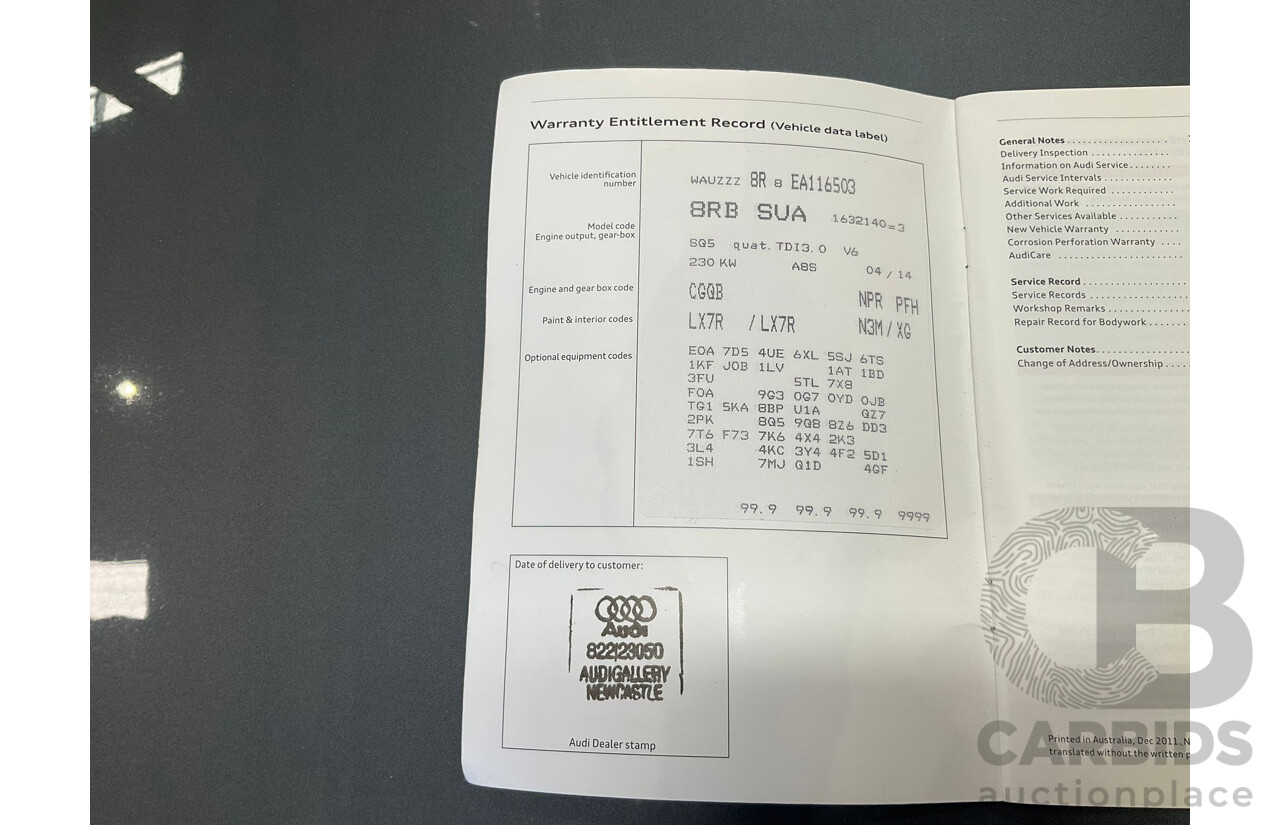 Warranty Entitlement Record (Vehicle data label)
Vehicle identification
number
WAUZZZ 8R 8 EA116503
8RB SUA 1632140=3
Model code
Engine output, gear-box
SQ5 quat. TDI3.0 V6
230 KW A8S 04 / 14
Engine and gear box code
CGQB NPR PFH
Paint & interior codes
LX7R / LX7R N3M / XG
Optional equipment codes
EOA 7D5 4UE 6XL 5SJ 6TS
1KF JOB 1LV 1AT 1BD
3FU 5TL 7X8
FOA 9G3 0G7 0YD 0JB
TG1 5KA 8BP U1A QZ7
2PK 8Q5 9Q8 8Z6 DD3
7T6 F73 7K6 4X4 2K3
3L4 4KC 3Y4 4F2 5D1
1SH 7MJ Q1D 4GF
99.9 99.9 99.9 9999
Date of delivery to customer:
Audi
822123050
AUDI GALLERY
NEWCASTLE
Audi Dealer stamp
General Notes
Delivery Inspection
Information on Audi Service
Audi Service Intervals
Service Work Required
Additional Work
Other Services Available
New Vehicle Warranty
Corrosion Perforation Warranty
AudiCare
Service Record
Service Records
Workshop Remarks
Repair Record for Bodywork
Customer Notes
Change of Address/Ownership
Printed in Australia, Dec 2011. N
translated without the written p
CB
CARBIDS
auctionplace